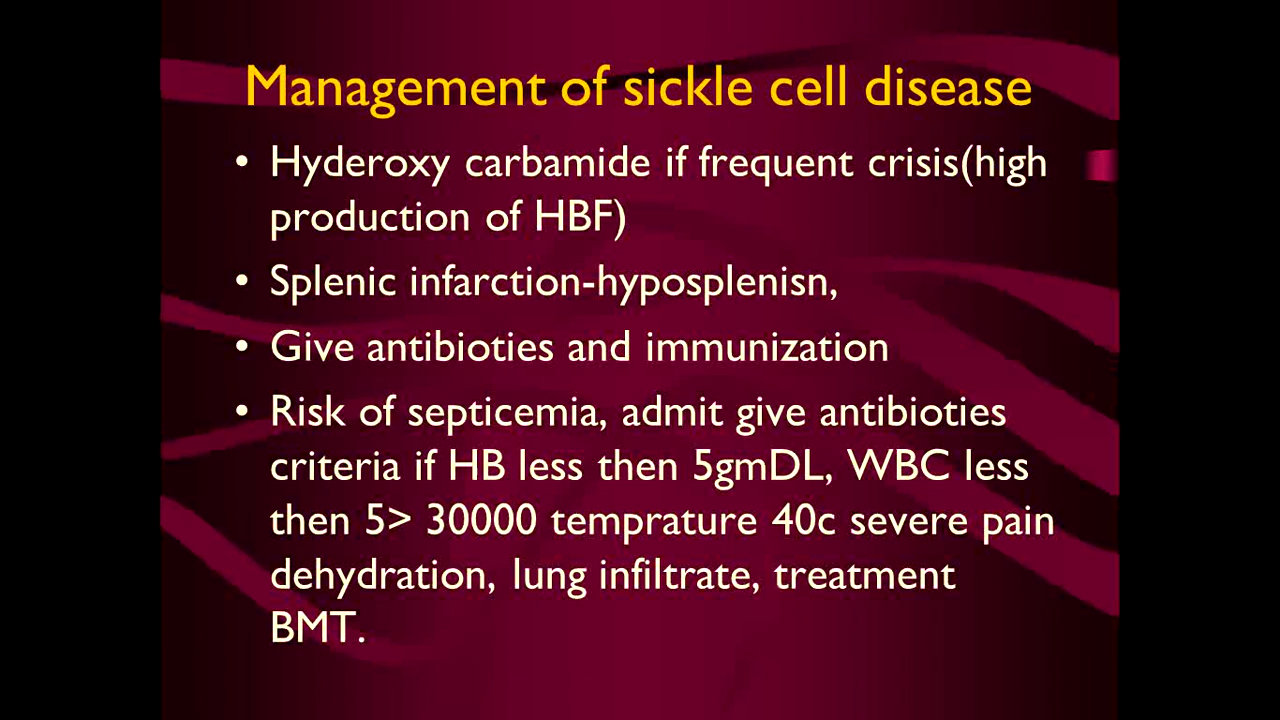 Management of sickle cell disease
• Hyderoxy carbamide if frequent crisis(high
production of HBF)
• Splenic infarction-hyposplenisn,
• Give antibioties and immunization
• Risk of septicemia, admit give antibioties
criteria if HB less then 5gmDL, WBC less
then 5> 30000 temprature 40c severe pain
dehydration, lung infiltrate, treatment
BMT.